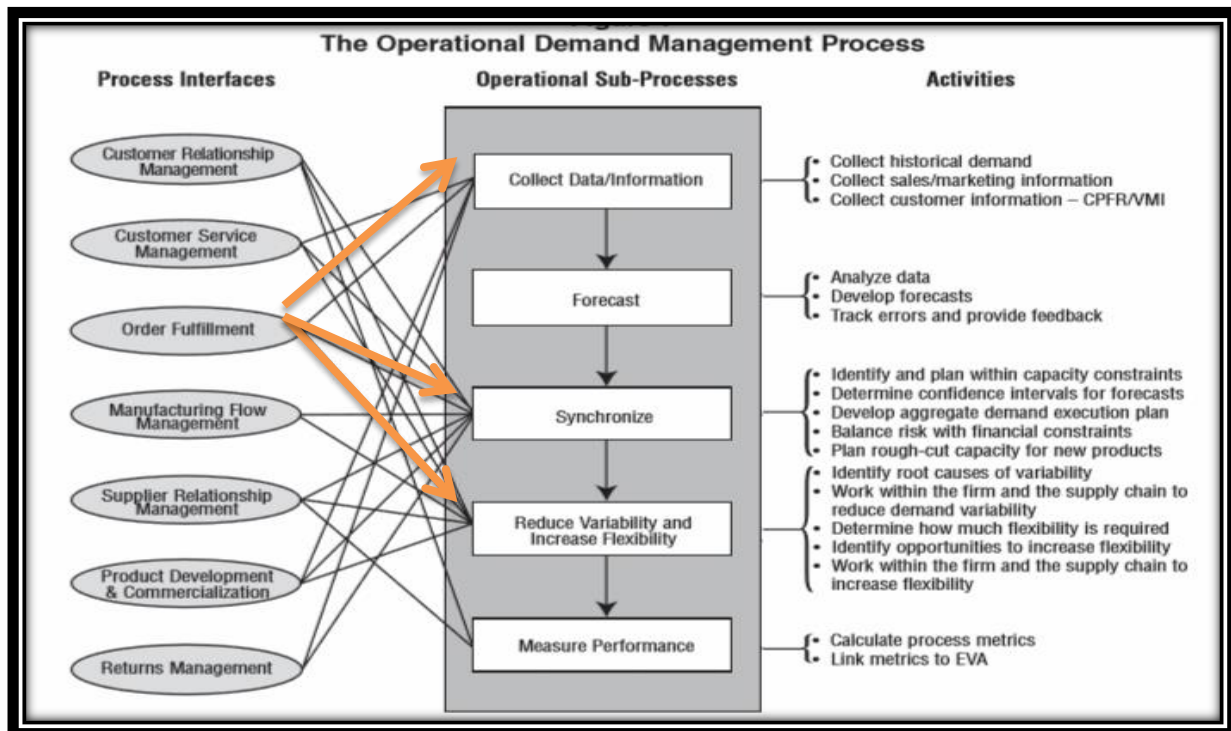 The Operational Demand Management Process
Process Interfaces
Operational Sub-Processes
Activities
Customer Relationship
Management
Customer Service
Management
Order Fulfillment
Manufacturing Flow
Management
Supplier Relationship
Management
Product Development
& Commercialization
Returns Management
Collect Data/Information
Forecast
Synchronize
Reduce Variability and
Increase Flexibility
Measure Performance
• Collect historical demand
• Collect sales/marketing information
• Collect customer information – CPFR/VMI
• Analyze data
• Develop forecasts
• Track errors and provide feedback
• Identify and plan within capacity constraints
• Determine confidence intervals for forecasts
• Develop aggregate demand execution plan
• Balance risk with financial constraints
• Plan rough-cut capacity for new products
• Identify root causes of variability
• Work within the firm and the supply chain to
reduce demand variability
• Determine how much flexibility is required
• Identify opportunities to increase flexibility
• Work within the firm and the supply chain to
increase flexibility
• Calculate process metrics
• Link metrics to EVA